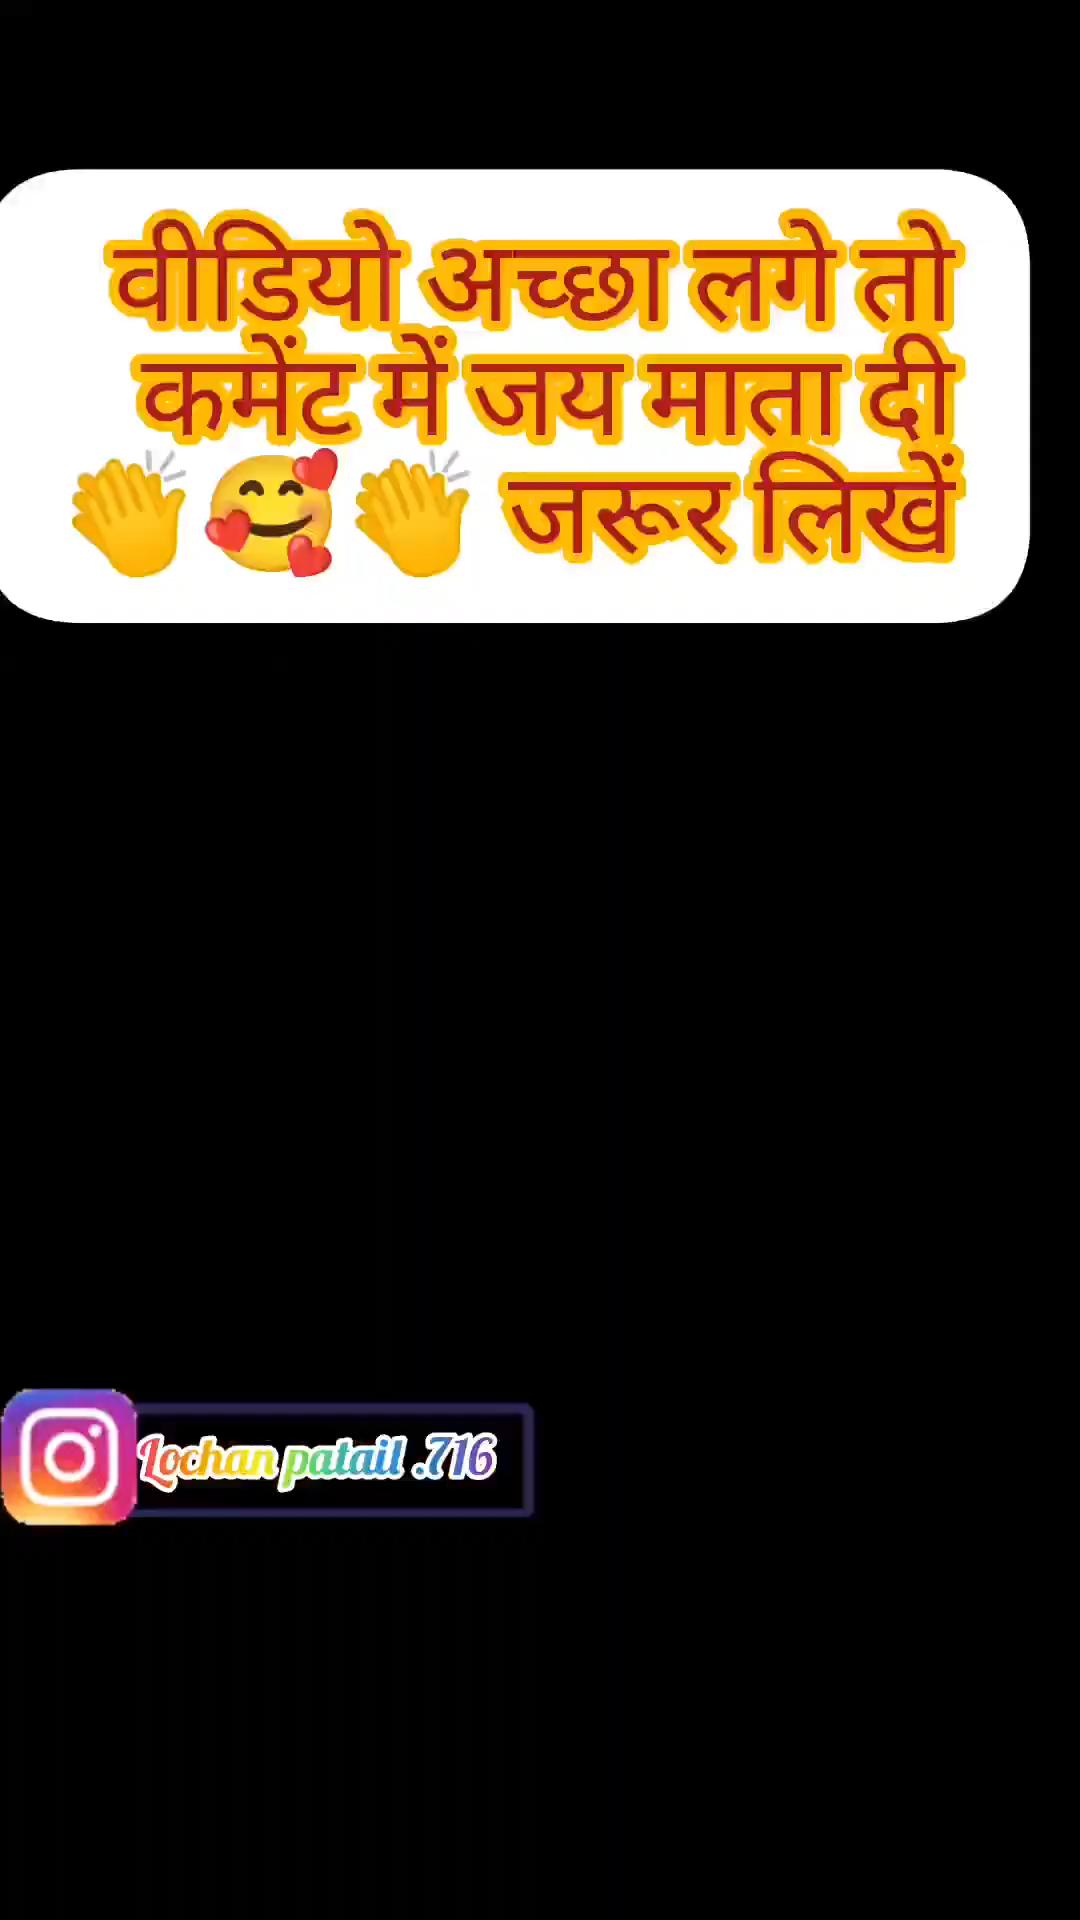 वीडियो अच्छा लगे तो
कमेंट में जय माता दी
👏🥰👏 जरूर लिखें
Lochan patail .716